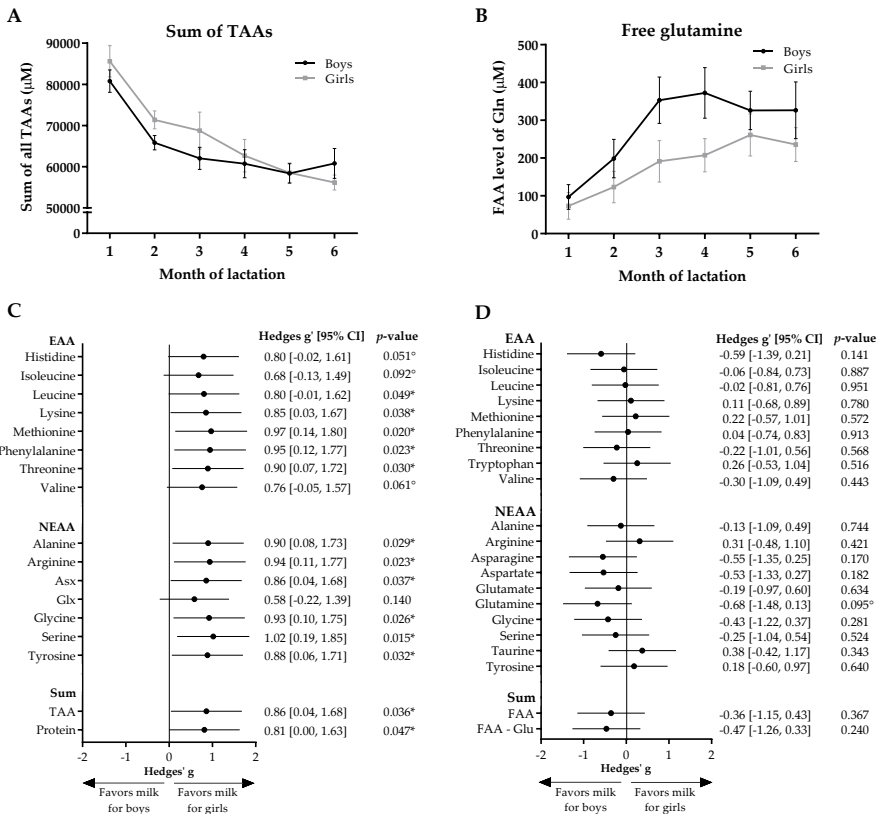 A
Sum of TAAs
Sum of all TAAs (μM)
90000
80000
70000
60000
50000
0
Boys
Girls
1 2 3 4 5 6
Month of lactation
B
Free glutamine
FAA level of Gln (μM)
500
400
300
200
100
0
Boys
Girls
1 2 3 4 5 6
Month of lactation
C
EAA Hedges g' [95% CI] p-value
Histidine 0.80 [-0.02, 1.61] 0.051°
Isoleucine 0.68 [-0.13, 1.49] 0.092°
Leucine 0.80 [-0.01, 1.62] 0.049*
Lysine 0.85 [0.03, 1.67] 0.038*
Methionine 0.97 [0.14, 1.80] 0.020*
Phenylalanine 0.95 [0.12, 1.77] 0.023*
Threonine 0.90 [0.07, 1.72] 0.030*
Valine 0.76 [-0.05, 1.57] 0.061°
NEAA
Alanine 0.90 [0.08, 1.73] 0.029*
Arginine 0.94 [0.11, 1.77] 0.023*
Asx 0.86 [0.04, 1.68] 0.037*
Glx 0.58 [-0.22, 1.39] 0.140
Glycine 0.93 [0.10, 1.75] 0.026*
Serine 1.02 [0.19, 1.85] 0.015*
Tyrosine 0.88 [0.06, 1.71] 0.032*
Sum
TAA 0.86 [0.04, 1.68] 0.036*
Protein 0.81 [0.00, 1.63] 0.047*
-2 -1 0 1 2
Hedges' g
Favors milk for boys
Favors milk for girls
D
EAA Hedges g' [95% CI] p-value
Histidine -0.59 [-1.39, 0.21] 0.141
Isoleucine -0.06 [-0.84, 0.73] 0.887
Leucine -0.02 [-0.81, 0.76] 0.951
Lysine 0.11 [-0.68, 0.89] 0.780
Methionine 0.22 [-0.57, 1.01] 0.572
Phenylalanine 0.04 [-0.74, 0.83] 0.913
Threonine -0.22 [-1.01, 0.56] 0.568
Tryptophan 0.26 [-0.53, 1.04] 0.516
Valine -0.30 [-1.09, 0.49] 0.443
NEAA
Alanine -0.13 [-1.09, 0.49] 0.744
Arginine 0.31 [-0.48, 1.10] 0.421
Asparagine -0.55 [-1.35, 0.25] 0.170
Aspartate -0.53 [-1.33, 0.27] 0.182
Glutamate -0.19 [-0.97, 0.60] 0.634
Glutamine -0.68 [-1.48, 0.13] 0.095°
Glycine -0.43 [-1.22, 0.37] 0.281
Serine -0.25 [-1.04, 0.54] 0.524
Taurine 0.38 [-0.42, 1.17] 0.343
Tyrosine 0.18 [-0.60, 0.97] 0.640
Sum
FAA -0.36 [-1.15, 0.43] 0.367
FAA - Glu -0.47 [-1.26, 0.33] 0.240
-2 -1 0 1 2
Hedges' g
Favors milk for boys
Favors milk for girls